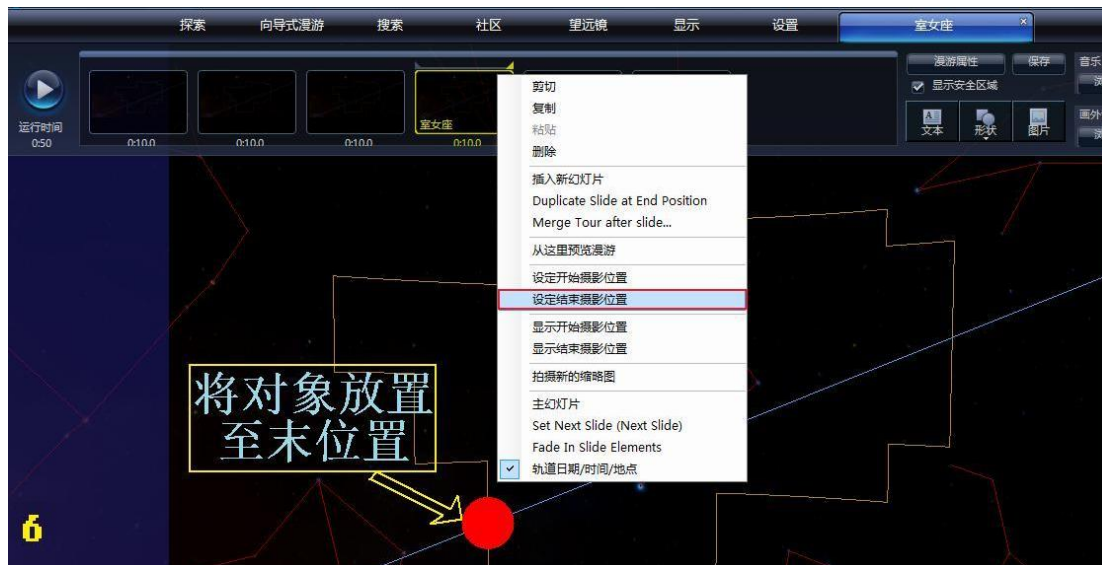 探索
向导式漫游
搜索
社区
望远镜
显示
设置
室女座
运行时间
0:50
0:10.0
0:10.0
0:10.0
室女座
0:10.0
漫游属性
保存
显示安全区域
文本
形状
图片
音乐
画外
剪切
复制
粘贴
删除
插入新幻灯片
Duplicate Slide at End Position
Merge Tour after slide...
从这里预览漫游
设定开始摄影位置
设定结束摄影位置
显示开始摄影位置
显示结束摄影位置
拍摄新的缩略图
主幻灯片
Set Next Slide (Next Slide)
Fade In Slide Elements
轨道日期/时间/地点
将对象放置
至末位置
6